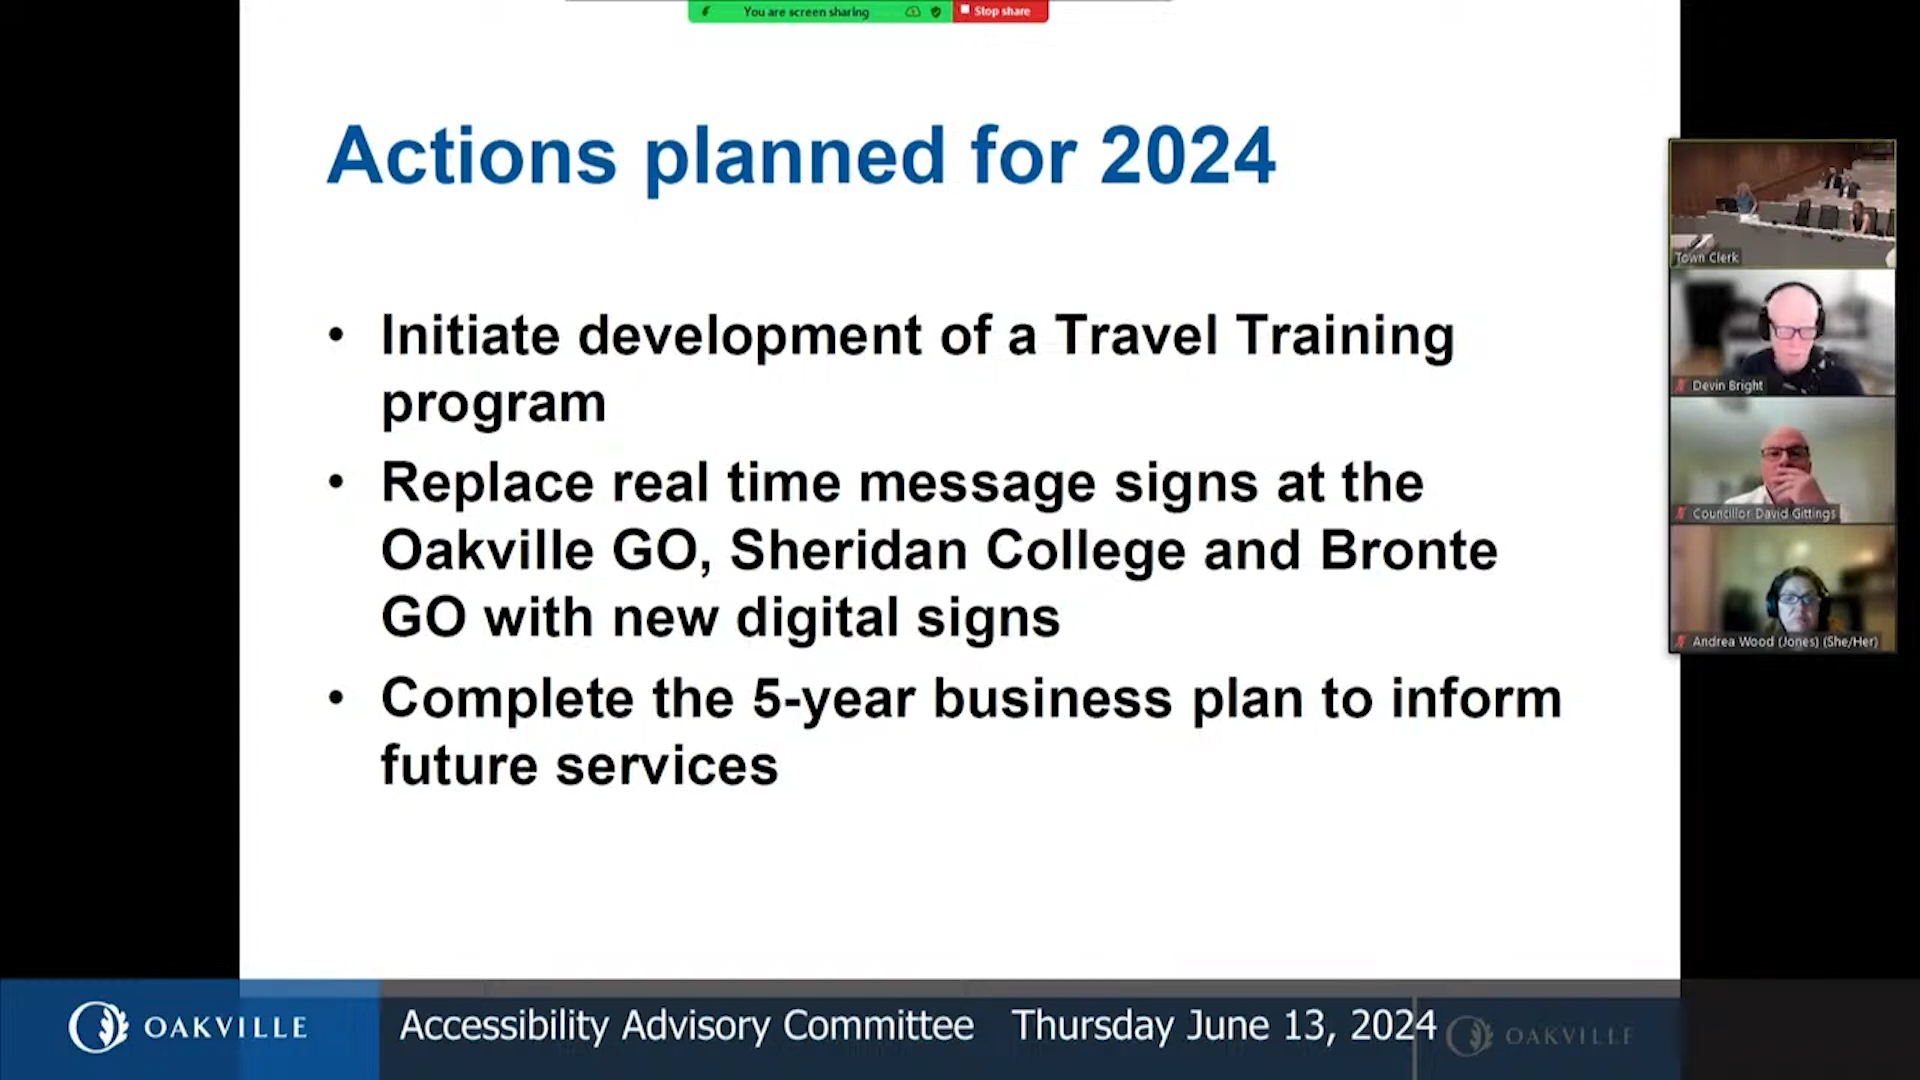 You are screen sharing
Stop share
Actions planned for 2024
• Initiate development of a Travel Training
program
• Replace real time message signs at the
Oakville GO, Sheridan College and Bronte
GO with new digital signs
• Complete the 5-year business plan to inform
future services
Town Clerk
Devin Bright
Councillor David Gittings
Andrea Wood (Jones) (She/Her)
OAKVILLE
Accessibility Advisory Committee Thursday June 13, 2024
OAKVILLE